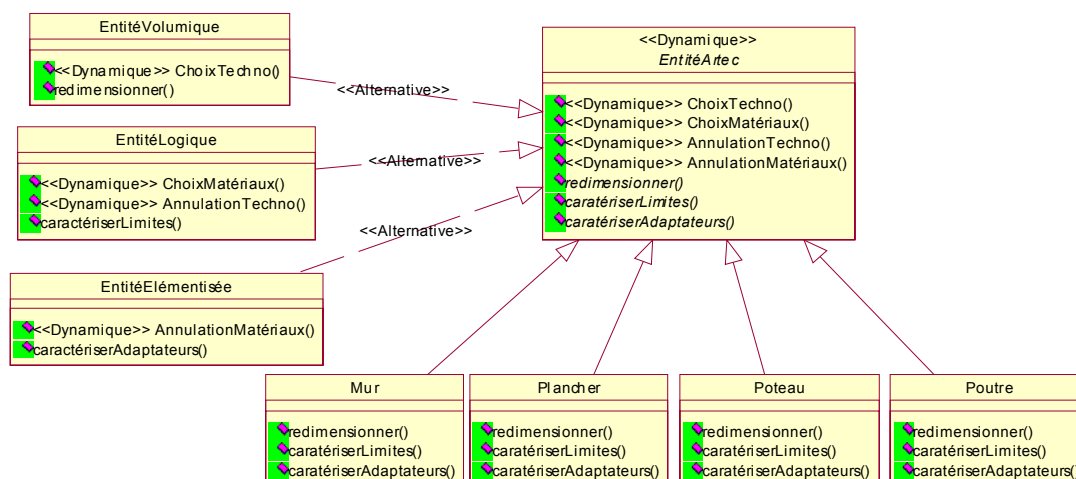 EntitéVolumique
<<Dynamique>> ChoixTechno()
redimensionner()
<<Alternative>>
EntitéLogique
<<Dynamique>> ChoixMatériaux()
<<Dynamique>> AnnulationTechno()
caractériserLimites()
<<Alternative>>
EntitéElémentisée
<<Dynamique>> AnnulationMatériaux()
caractériserAdaptateurs()
<<Alternative>>
<<Dynamique>>
EntitéArtec
<<Dynamique>> ChoixTechno()
<<Dynamique>> ChoixMatériaux()
<<Dynamique>> AnnulationTechno()
<<Dynamique>> AnnulationMatériaux()
redimensionner()
caratériserLimites()
caratériserAdaptateurs()
Mur
redimensionner()
caratériserLimites()
caratériserAdaptateurs()
Plancher
redimensionner()
caratériserLimites()
caratériserAdaptateurs()
Poteau
redimensionner()
caratériserLimites()
caratériserAdaptateurs()
Poutre
redimensionner()
caratériserLimites()
caratériserAdaptateurs()